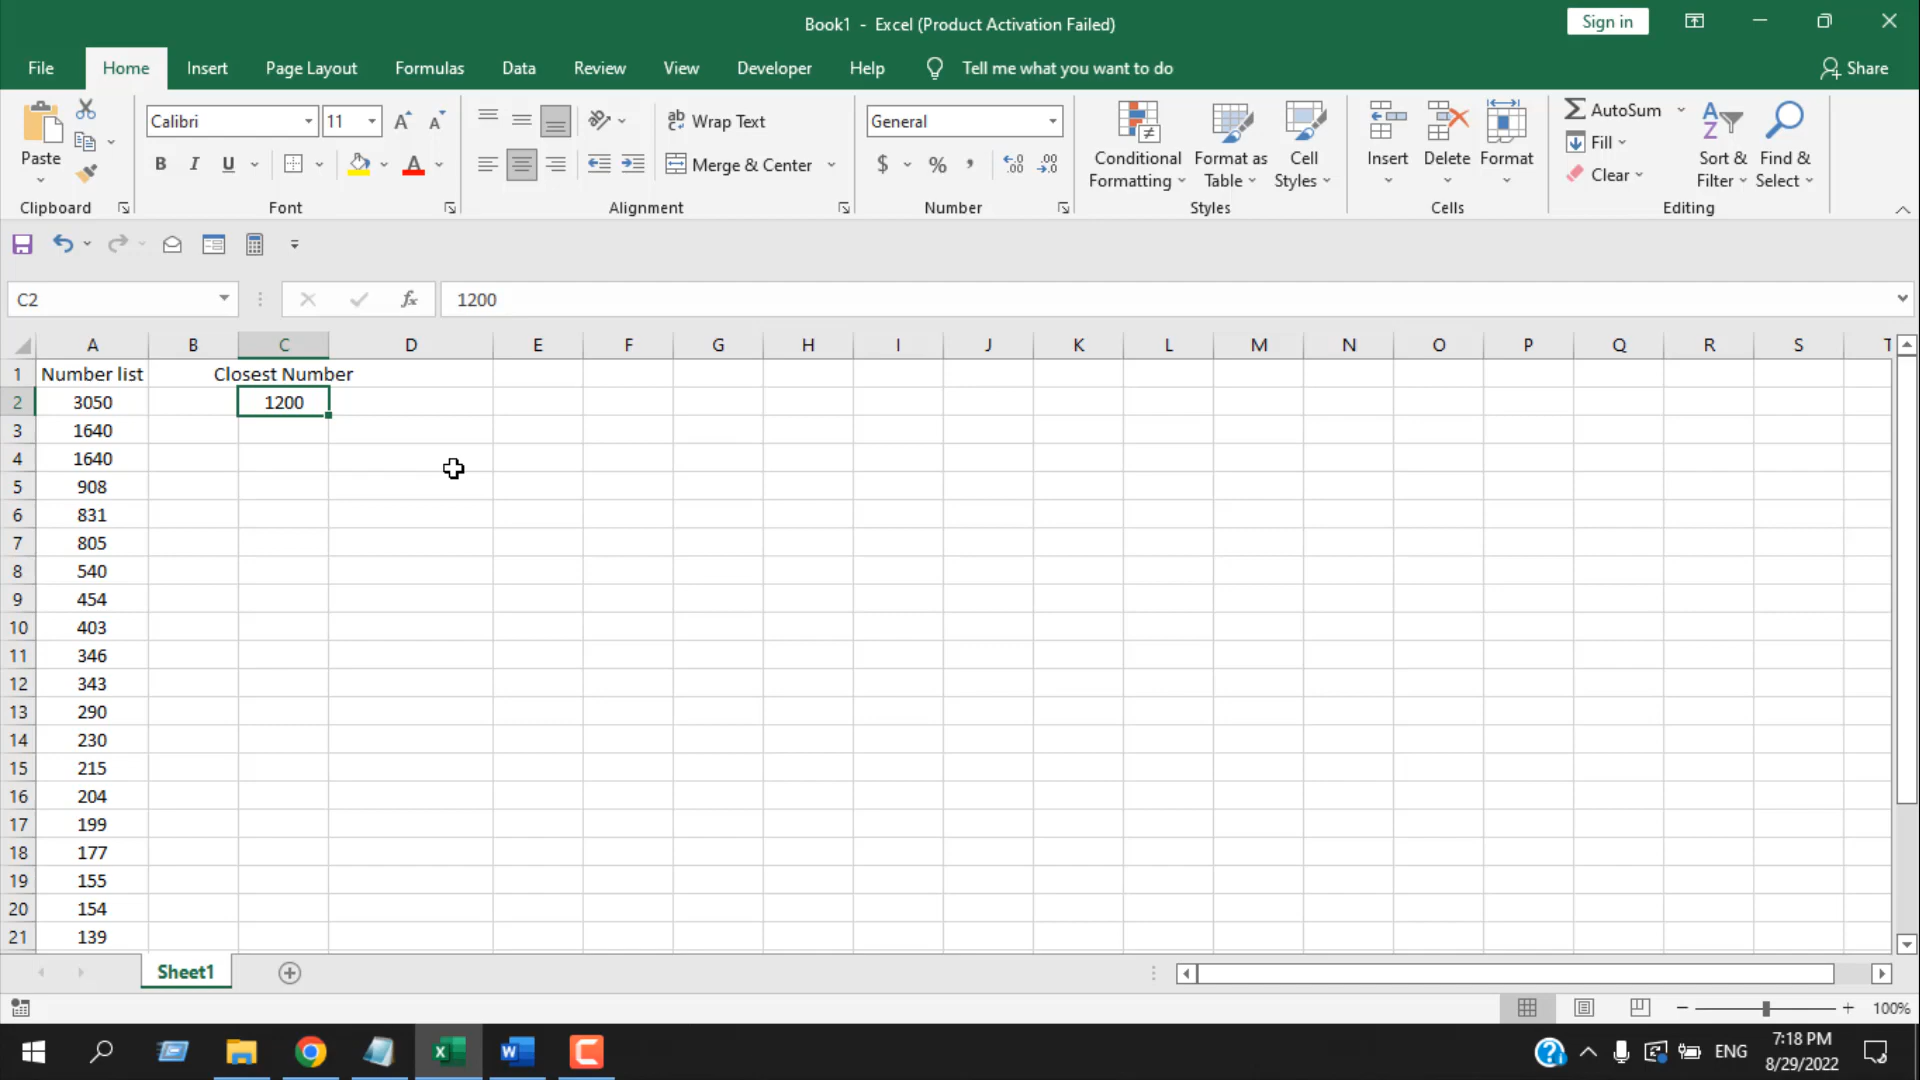 Book1 - Excel (Product Activation Failed)
Sign in
File Home Insert Page Layout Formulas Data Review View Developer Help Tell me what you want to do Share
Paste
Clipboard
Calibri 11
B I U A
Font
ab Wrap Text
Merge & Center
Alignment
General
$ % , .00
Number
Conditional Formatting
Format as Table
Cell Styles
Styles
Insert Delete Format
Cells
AutoSum
Fill
Clear
Sort & Filter
Find & Select
Editing
C2 fx 1200
A B C D E F G H I J K L M N O P Q R S T
1 Number list Closest Number
2 3050 1200
3 1640
4 1640
5 908
6 831
7 805
8 540
9 454
10 403
11 346
12 343
13 290
14 230
15 215
16 204
17 199
18 177
19 155
20 154
21 139
Sheet1
100%
ENG
7:18 PM
8/29/2022